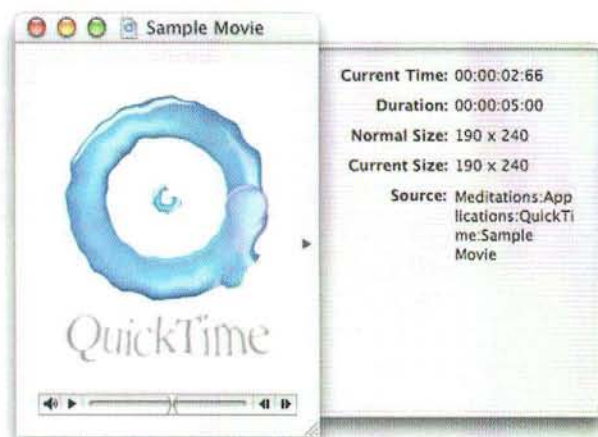 Sample Movie
QuickTime
Current Time: 00:00:02:66
Duration: 00:00:05:00
Normal Size: 190 x 240
Current Size: 190 x 240
Source: Meditations:App
lications:QuickTi
me:Sample
Movie